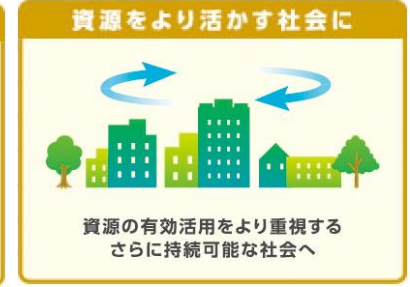 資源をより活かす社会に
資源の有効活用をより重視する
さらに持続可能な社会へ